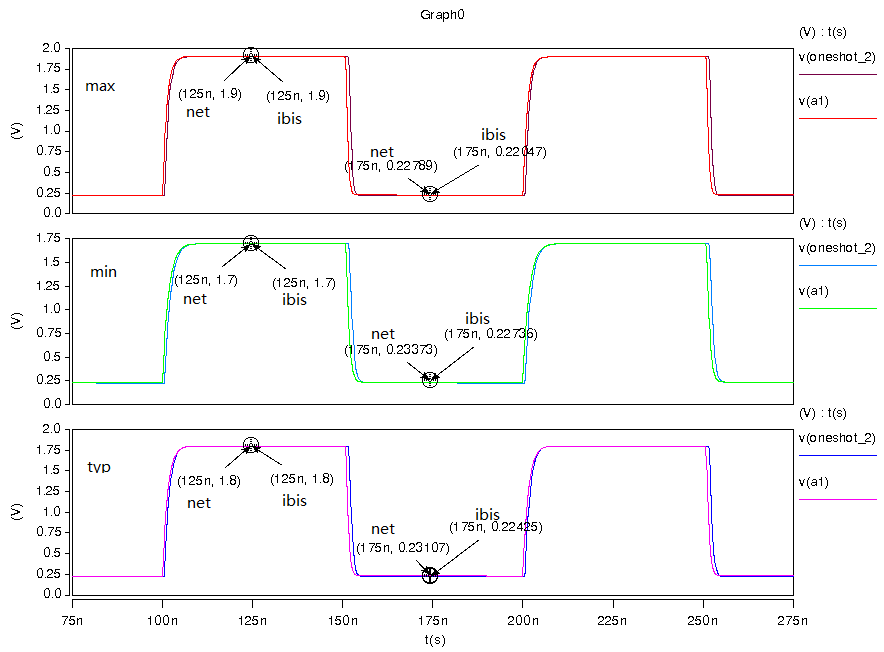 Graph0
(V) : t(s)
v(oneshot_2)
v(a1)
2.0
1.75
1.5
1.25
1.0
0.75
0.5
0.25
0.0
(V)
max
(125n, 1.9)
net
(125n, 1.9)
ibis
net
(175n, 0.22789)
ibis
(175n, 0.22047)
(V) : t(s)
v(oneshot_2)
v(a1)
1.75
1.5
1.25
1.0
0.75
0.5
0.25
0.0
(V)
min
(125n, 1.7)
net
(125n, 1.7)
ibis
net
(175n, 0.23373)
ibis
(175n, 0.22736)
(V) : t(s)
v(oneshot_2)
v(a1)
2.0
1.75
1.5
1.25
1.0
0.75
0.5
0.25
0.0
(V)
typ
(125n, 1.8)
net
(125n, 1.8)
ibis
net
(175n, 0.23107)
ibis
(175n, 0.22425)
75n 100n 125n 150n 175n 200n 225n 250n 275n
t(s)